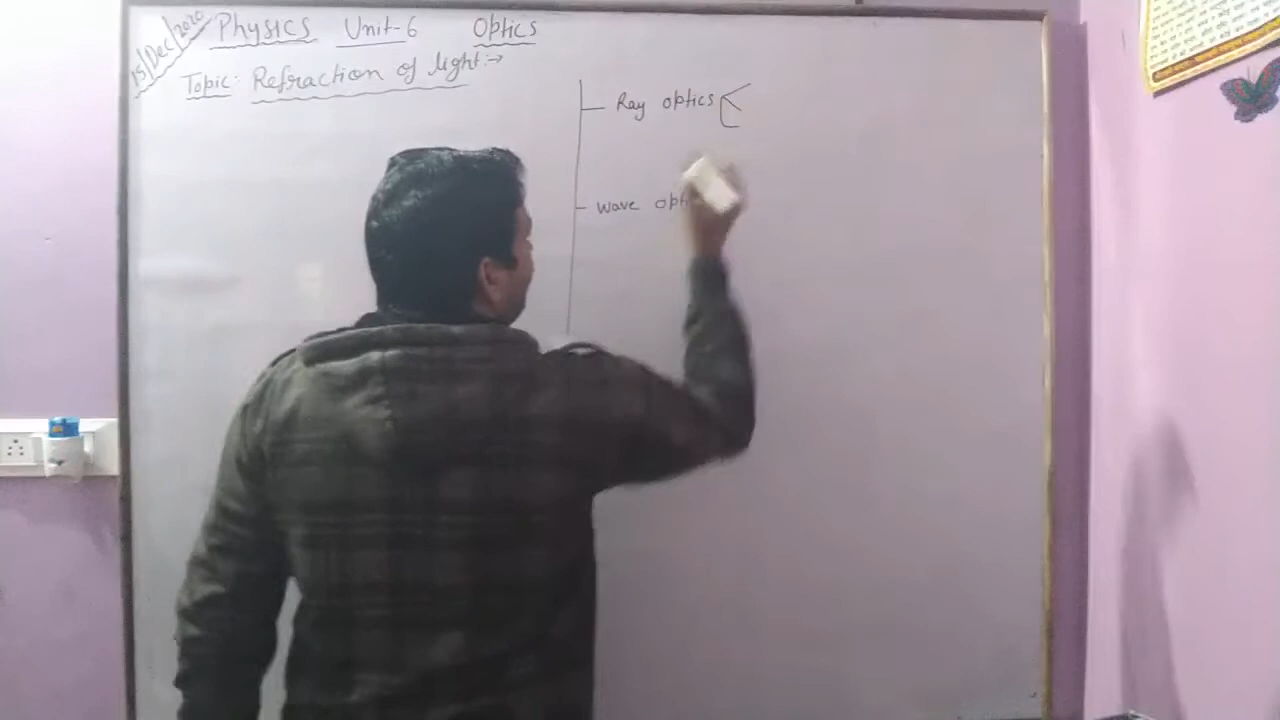 15/Dec/2020
Physics Unit-6 Optics
Topic: Refraction of light:→
Ray optics
Wave